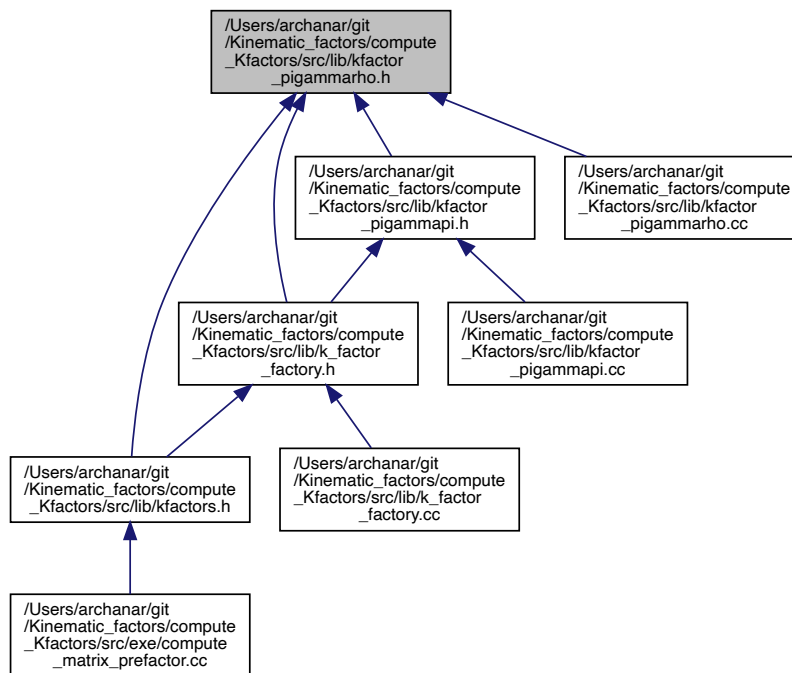 /Users/archanar/git
/Kinematic_factors/compute
_Kfactors/src/lib/kfactor
_pigammarho.h
/Users/archanar/git
/Kinematic_factors/compute
_Kfactors/src/lib/kfactor
_pigammapi.h
/Users/archanar/git
/Kinematic_factors/compute
_Kfactors/src/lib/kfactor
_pigammarho.cc
/Users/archanar/git
/Kinematic_factors/compute
_Kfactors/src/lib/k_factor
_factory.h
/Users/archanar/git
/Kinematic_factors/compute
_Kfactors/src/lib/kfactor
_pigammapi.cc
/Users/archanar/git
/Kinematic_factors/compute
_Kfactors/src/lib/kfactors.h
/Users/archanar/git
/Kinematic_factors/compute
_Kfactors/src/lib/k_factor
_factory.cc
/Users/archanar/git
/Kinematic_factors/compute
_Kfactors/src/exe/compute
_matrix_prefactor.cc